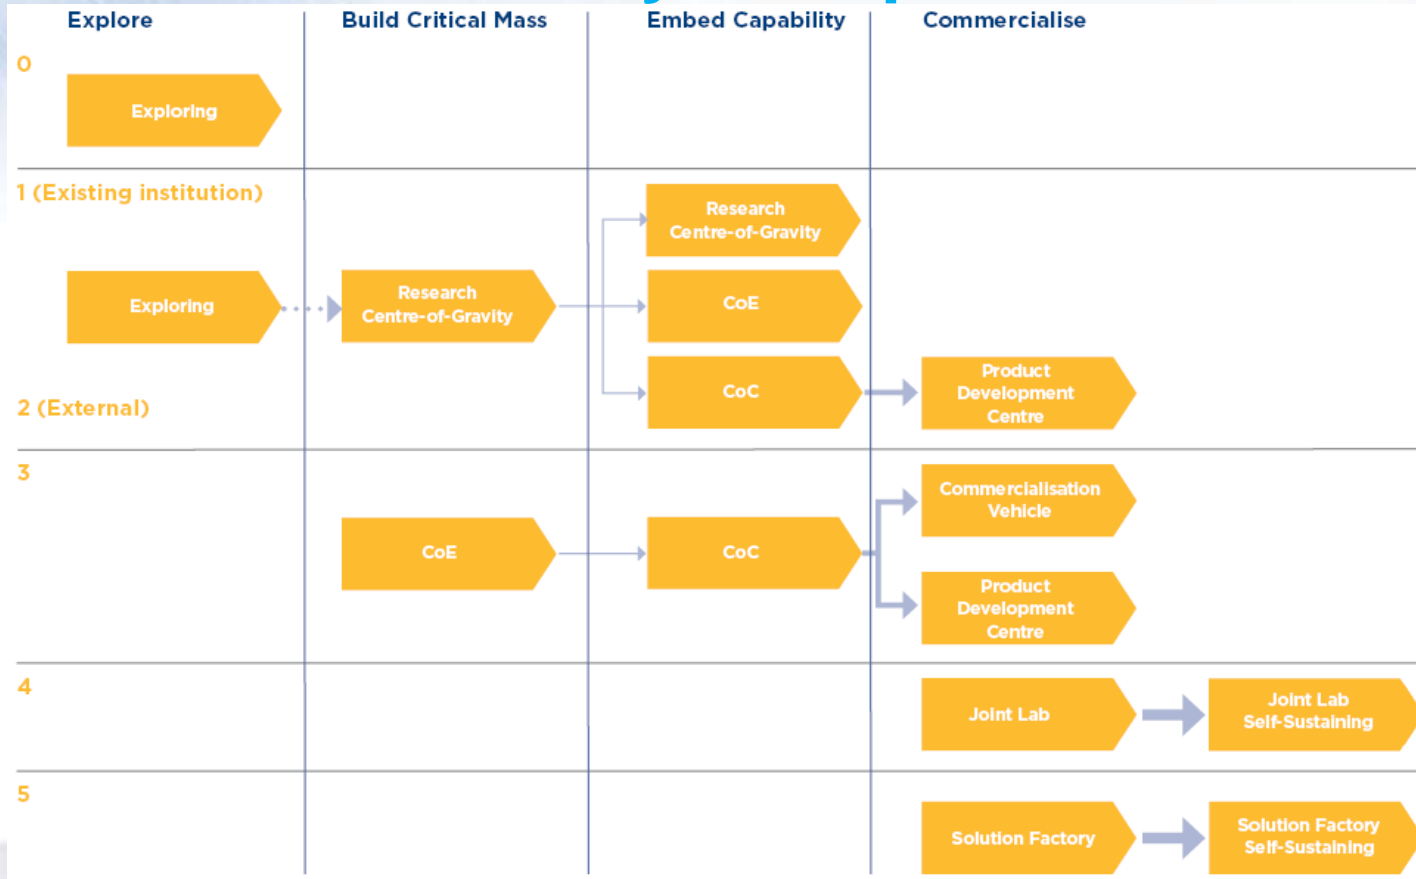 Explore
Build Critical Mass
Embed Capability
Commercialise
0
Exploring
1 (Existing institution)
Research
Centre-of-Gravity
Exploring
Research
Centre-of-Gravity
CoE
CoC
Product
Development
Centre
2 (External)
3
CoE
CoC
Commercialisation
Vehicle
Product
Development
Centre
4
Joint Lab
Joint Lab
Self-Sustaining
5
Solution Factory
Solution Factory
Self-Sustaining